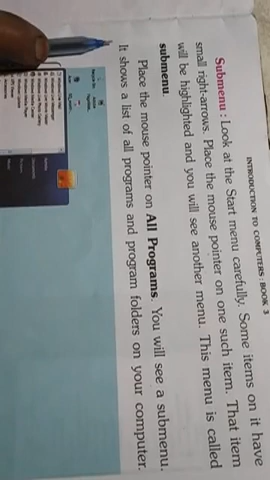 INTRODUCTION TO COMPUTERS : BOOK 3
Submenu : Look at the Start menu carefully. Some items on it have
small right-arrows. Place the mouse pointer on one such item. That item
will be highlighted and you will see another menu. This menu is called
submenu.
Place the mouse pointer on All Programs. You will see a submenu.
It shows a list of all programs and program folders on your computer.